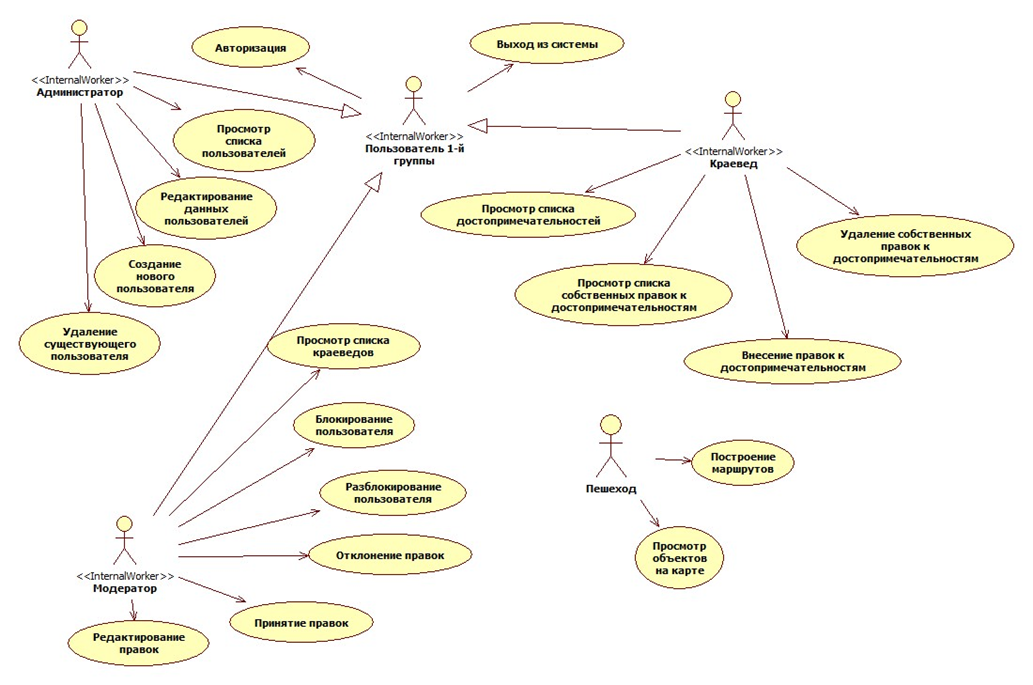 Авторизация
Выход из системы
<<InternalWorker>>
Администратор
<<InternalWorker>>
Пользователь 1-й
группы
<<InternalWorker>>
Краевед
Просмотр
списка
пользователей
Редактирование
данных
пользователей
Создание
нового
пользователя
Удаление
существующего
пользователя
Просмотр списка
достопримечательностей
Удаление собственных
правок к
достопримечательностям
Просмотр списка
собственных правок к
достопримечательностям
Внесение правок к
достопримечательностям
Просмотр списка
краеведов
Блокирование
пользователя
Разблокирование
пользователя
Отклонение правок
Принятие правок
<<InternalWorker>>
Модератор
Редактирование
правок
Пешеход
Построение
маршрутов
Просмотр
объектов
на карте